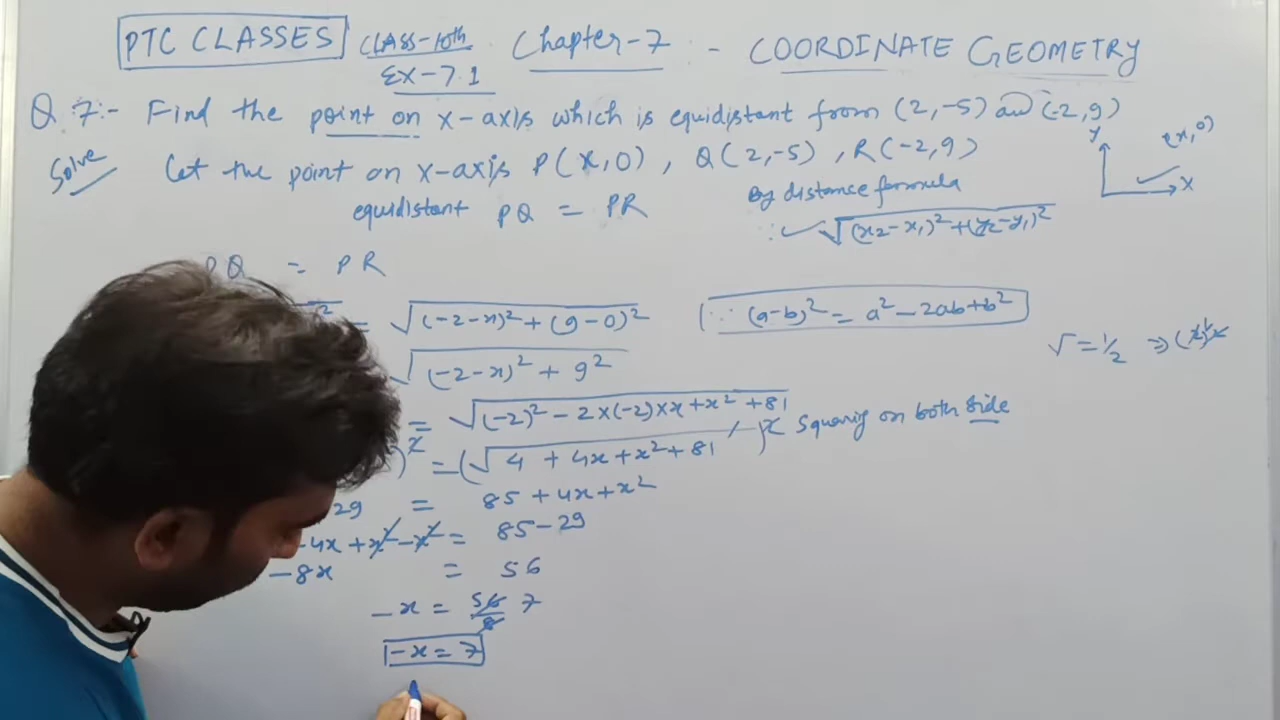 PTC CLASSES CLASS-10th Chapter-7 - COORDINATE GEOMETRY
EX-7.1
Q 7:- Find the point on x-axis which is equidistant from (2,-5) and (-2,9)
Solve Let the point on x-axis P(x,0), Q(2,-5), R(-2,9)
y (x,0) x
equidistant PQ = PR
By distance formula
∵ √(x2-x1)²+(y2-y1)²
PQ = PR
= √(-2-x)²+(9-0)²
∵ (a-b)² = a²-2ab+b²
√=1/2 ⇒
√(-2-x)² + 9²
= √(-2)²-2×(-2)×x+x²+81
)² = (√4+4x+x²+81)² Squaring on both side
29 = 85+4x+x²
-4x+x²-x² = 85-29
-8x = 56
-x = 56/8 7
-x = 7